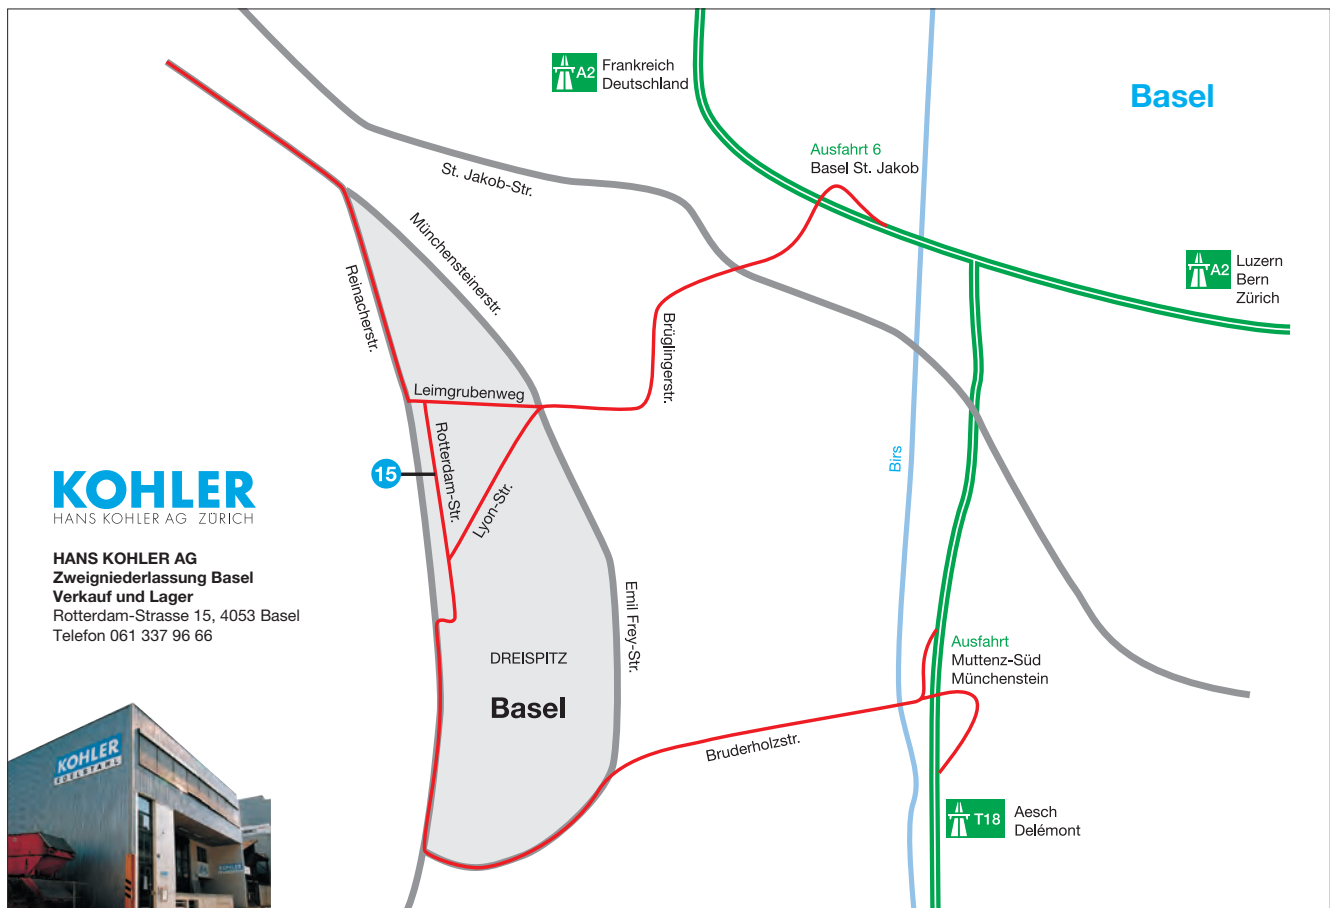 A2
Frankreich
Deutschland
Basel
Ausfahrt 6
Basel St. Jakob
St. Jakob-Str.
Münchensteinerstr.
Reinacherstr.
A2
Luzern
Bern
Zürich
Brüglingerstr.
Leimgrubenweg
Rotterdam-Str.
Lyon-Str.
15
Birs
KOHLER
HANS KOHLER AG ZÜRICH
HANS KOHLER AG
Zweigniederlassung Basel
Verkauf und Lager
Rotterdam-Strasse 15, 4053 Basel
Telefon 061 337 96 66
Emil Frey-Str.
DREISPITZ
Basel
Ausfahrt
Muttenz-Süd
Münchenstein
Bruderholzstr.
T18
Aesch
Delémont
KOHLER
EDELSTAHL
KOHLER